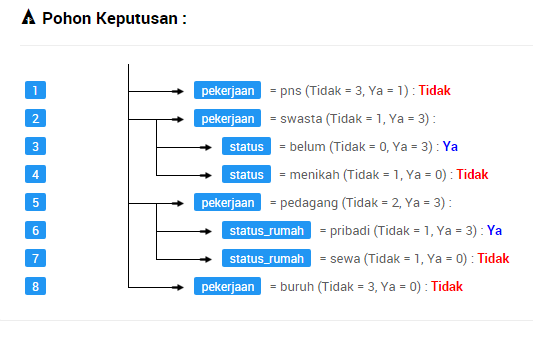 Pohon Keputusan :
1 pekerjaan = pns (Tidak = 3, Ya = 1) : Tidak
2 pekerjaan = swasta (Tidak = 1, Ya = 3) :
3 status = belum (Tidak = 0, Ya = 3) : Ya
4 status = menikah (Tidak = 1, Ya = 0) : Tidak
5 pekerjaan = pedagang (Tidak = 2, Ya = 3) :
6 status_rumah = pribadi (Tidak = 1, Ya = 3) : Ya
7 status_rumah = sewa (Tidak = 1, Ya = 0) : Tidak
8 pekerjaan = buruh (Tidak = 3, Ya = 0) : Tidak